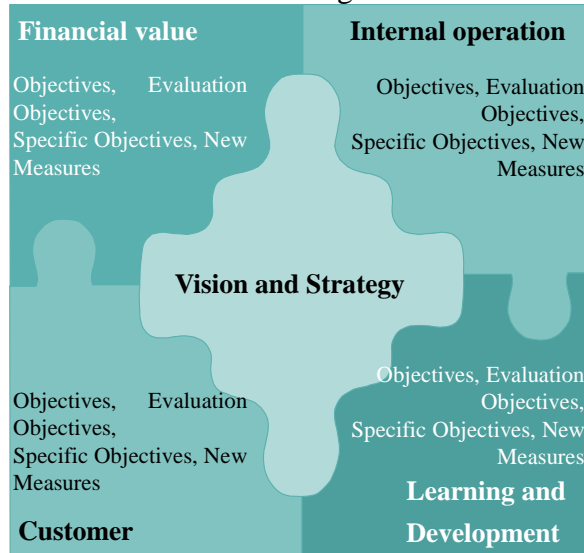 Financial value
Objectives, Evaluation
Objectives,
Specific Objectives, New
Measures
Internal operation
Objectives, Evaluation
Objectives,
Specific Objectives, New
Measures
Vision and Strategy
Objectives, Evaluation
Objectives,
Specific Objectives, New
Measures
Customer
Objectives, Evaluation
Objectives,
Specific Objectives, New
Measures
Learning and
Development